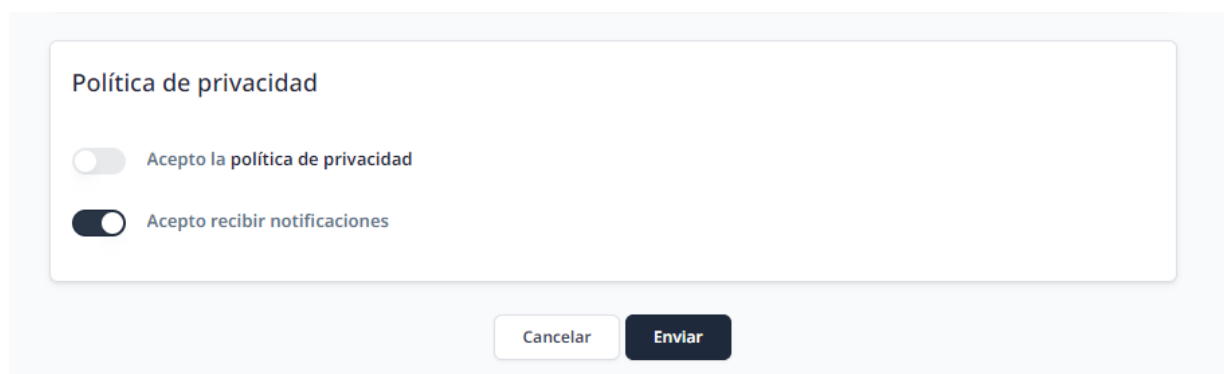 Política de privacidad
Acepto la política de privacidad
Acepto recibir notificaciones
Cancelar
Enviar